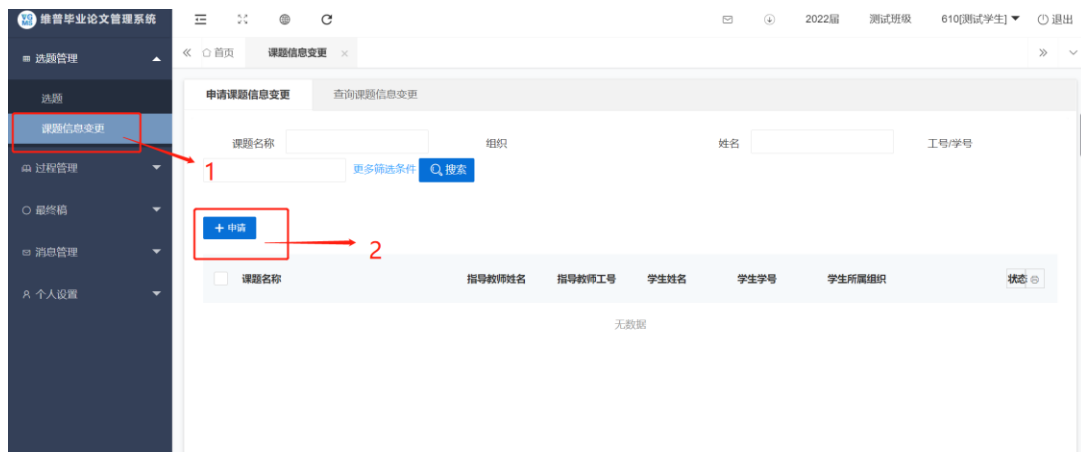 维普毕业论文管理系统
2022届 测试班级 610[测试学生] 退出
选题管理
首页 课题信息变更
选题
课题信息变更
过程管理
最终稿
消息管理
个人设置
申请课题信息变更 查询课题信息变更
课题名称 组织 姓名 工号/学号
1 更多筛选条件 搜索
+ 申请
2
课题名称 指导教师姓名 指导教师工号 学生姓名 学生学号 学生所属组织 状态
无数据